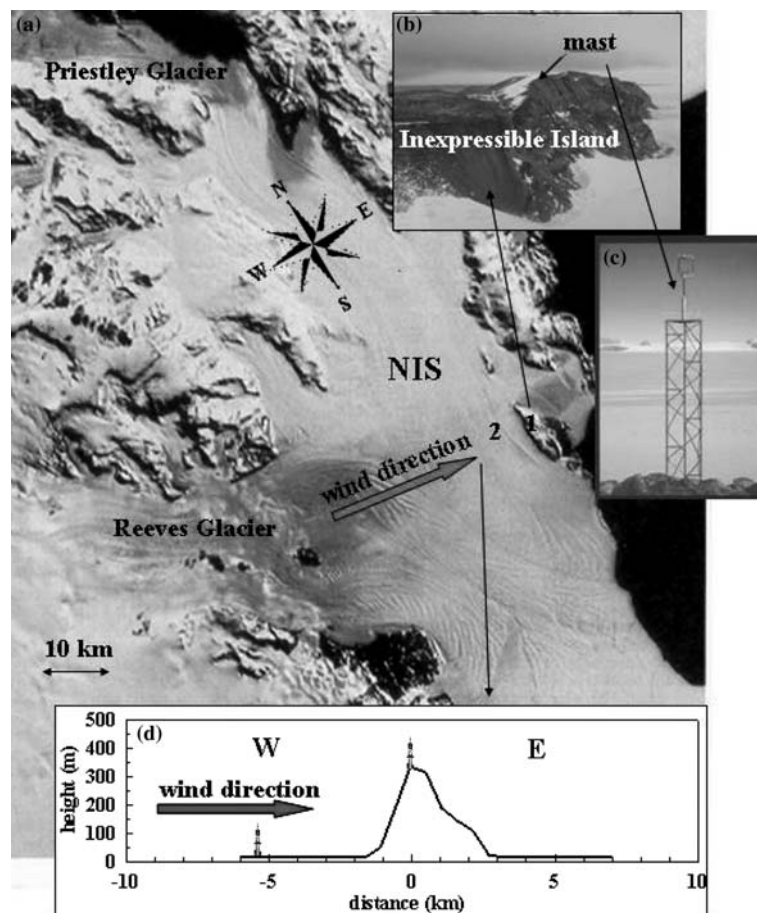 (a)
Priestley Glacier
(b)
mast
Inexpressible Island
N
E
W
S
(c)
NIS
2
1
wind direction
Reeves Glacier
10 km
(d)
W
E
wind direction
height (m)
500
400
300
200
100
0
-10
-5
0
5
10
distance (km)